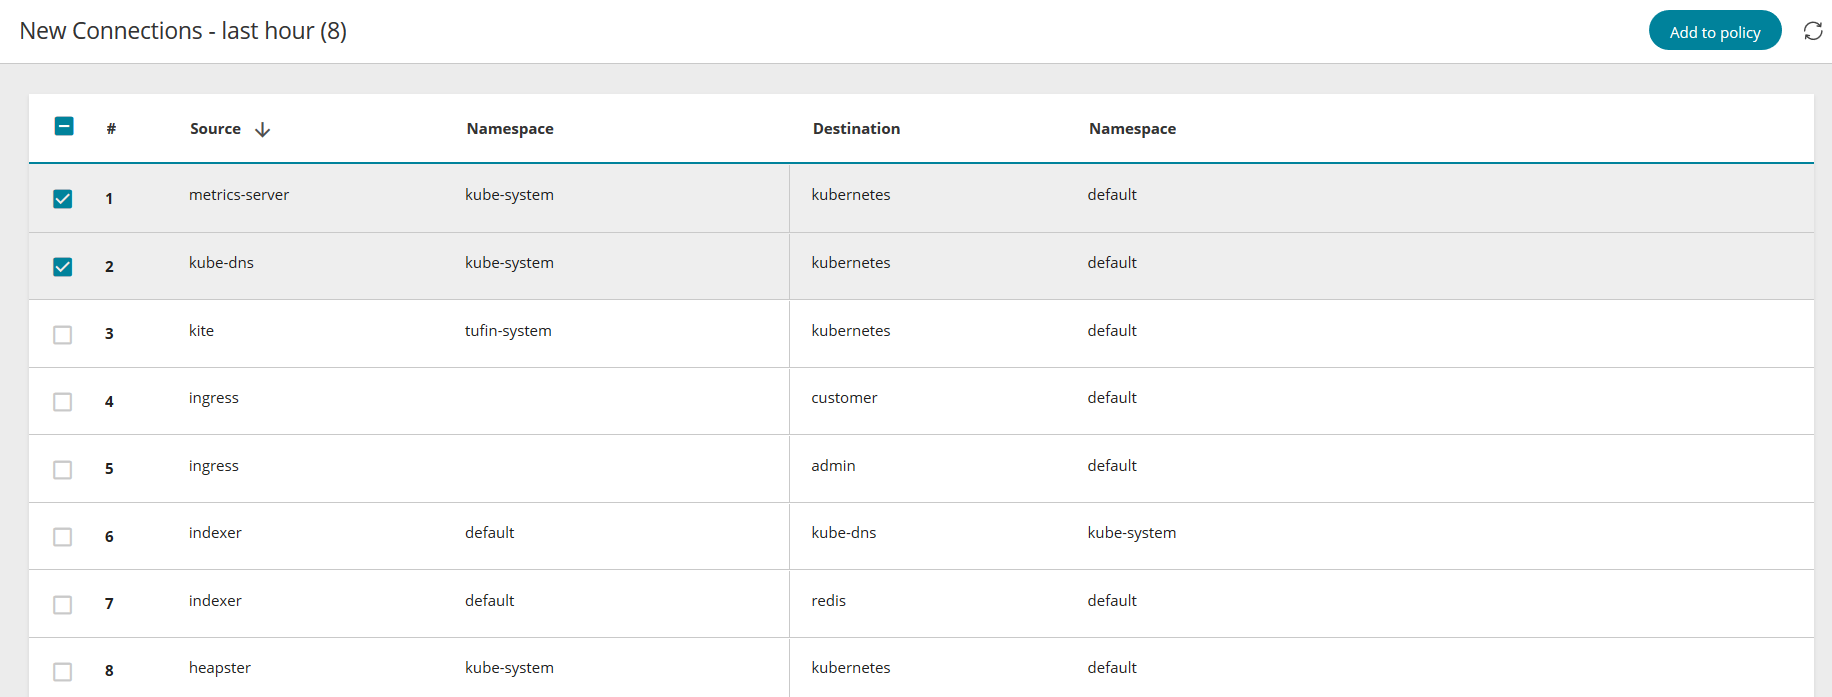 New Connections - last hour (8) Add to policy
# Source Namespace Destination Namespace
1 metrics-server kube-system kubernetes default
2 kube-dns kube-system kubernetes default
3 kite tufin-system kubernetes default
4 ingress customer default
5 ingress admin default
6 indexer default kube-dns kube-system
7 indexer default redis default
8 heapster kube-system kubernetes default